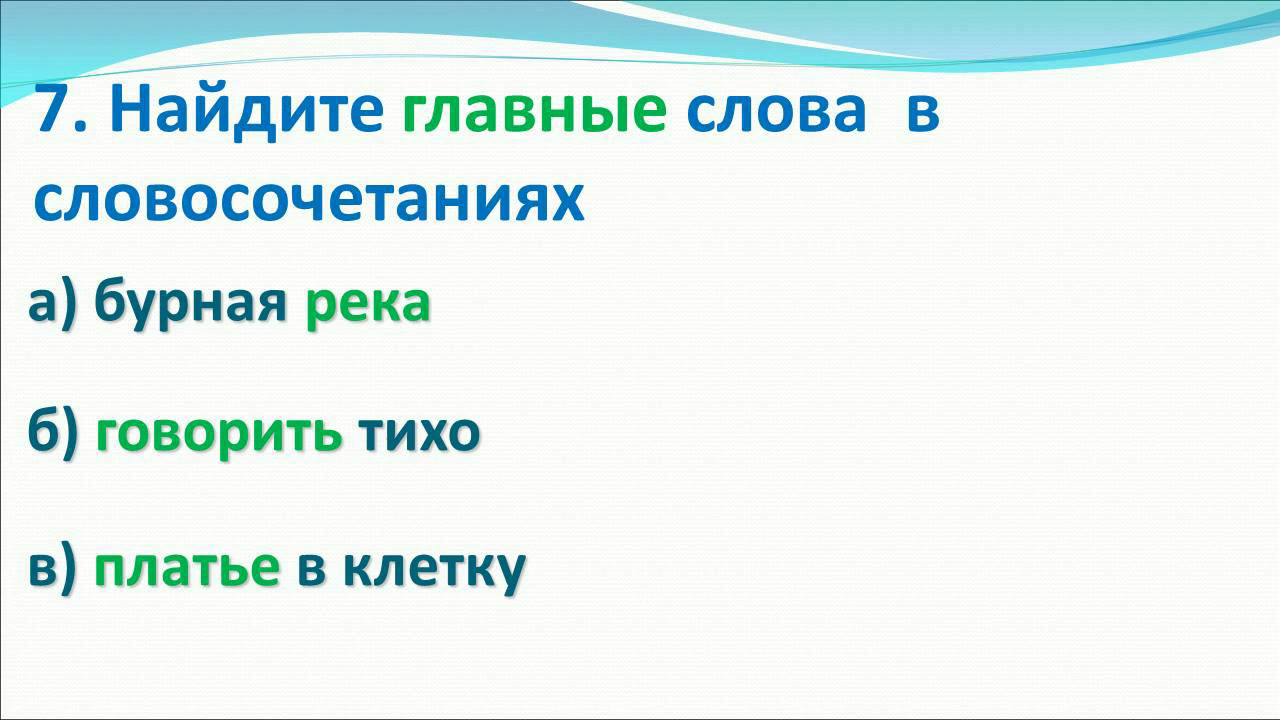 7. Найдите главные слова в
словосочетаниях
а) бурная река
б) говорить тихо
в) платье в клетку